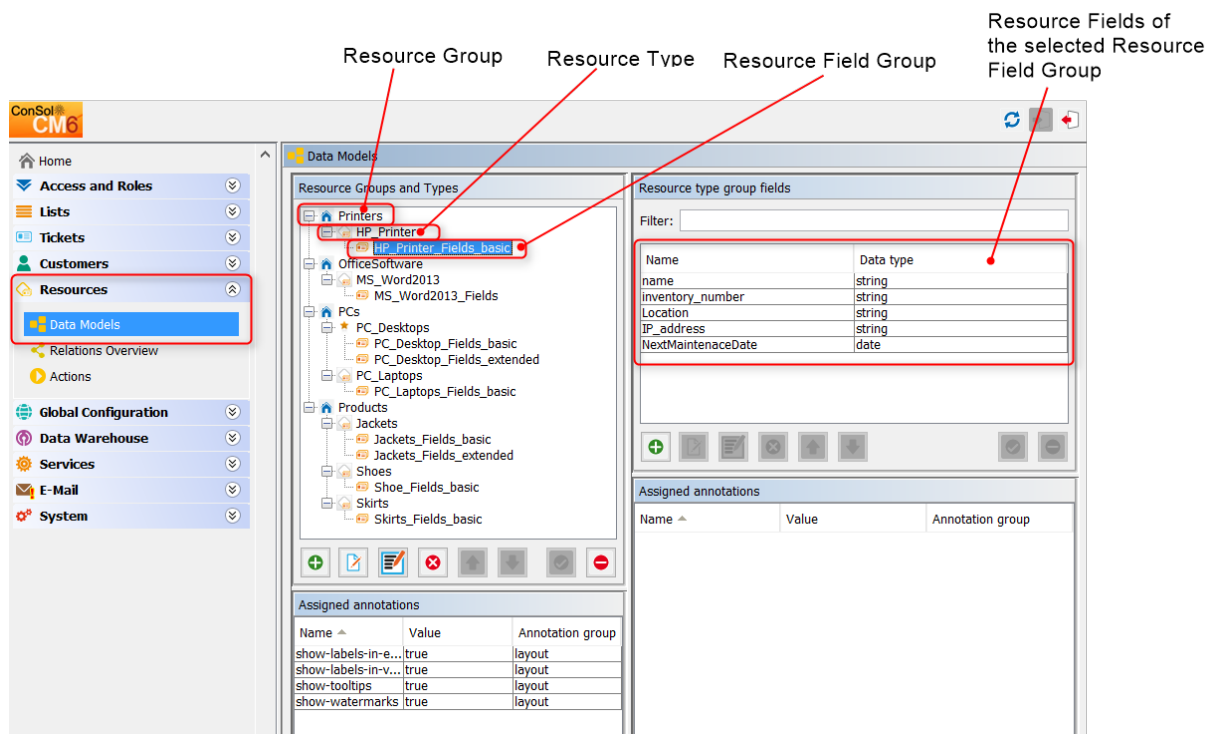 Resource Fields of
the selected Resource
Field Group
Resource Group
Resource Type
Resource Field Group
ConSol
CM6
Home
Access and Roles
Lists
Tickets
Customers
Resources
Data Models
Relations Overview
Actions
Global Configuration
Data Warehouse
Services
E-Mail
System
Data Models
Resource Groups and Types
Printers
HP_Printer
HP_Printer_Fields_basic
OfficeSoftware
MS_Word2013
MS_Word2013_Fields
PCs
PC_Desktops
PC_Desktop_Fields_basic
PC_Desktop_Fields_extended
PC_Laptops
PC_Laptops_Fields_basic
Products
Jackets
Jackets_Fields_basic
Jackets_Fields_extended
Shoes
Shoe_Fields_basic
Skirts
Skirts_Fields_basic
Assigned annotations
Name Value Annotation group
show-labels-in-e... true layout
show-labels-in-v... true layout
show-tooltips true layout
show-watermarks true layout
Resource type group fields
Filter:
Name Data type
name string
inventory_number string
Location string
IP_address string
NextMaintenaceDate date
Assigned annotations
Name Value Annotation group